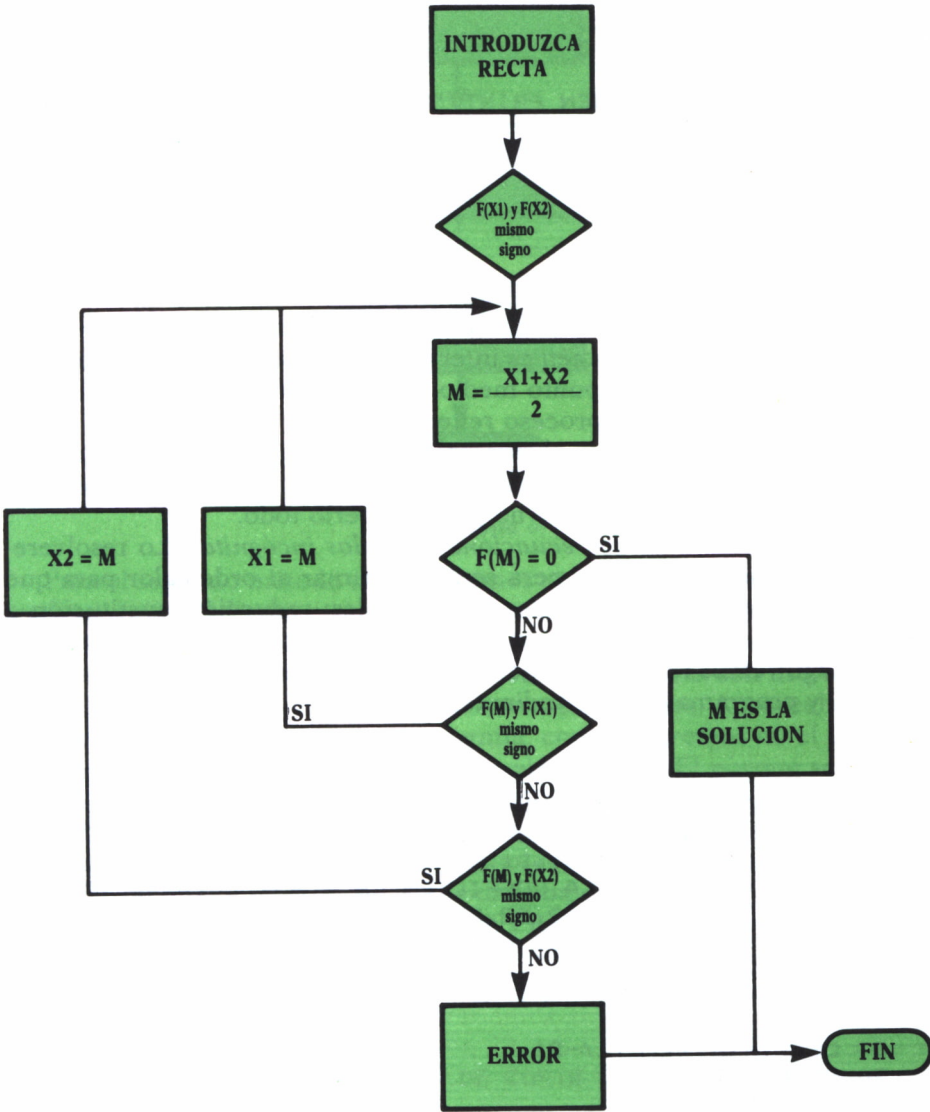 INTRODUZCA
RECTA
F(X1) y F(X2)
mismo
signo
M = X1+X2
2
X2 = M
X1 = M
F(M) = 0
SI
NO
F(M) y F(X1)
mismo
signo
SI
M ES LA
SOLUCION
NO
F(M) y F(X2)
mismo
signo
SI
NO
ERROR
FIN